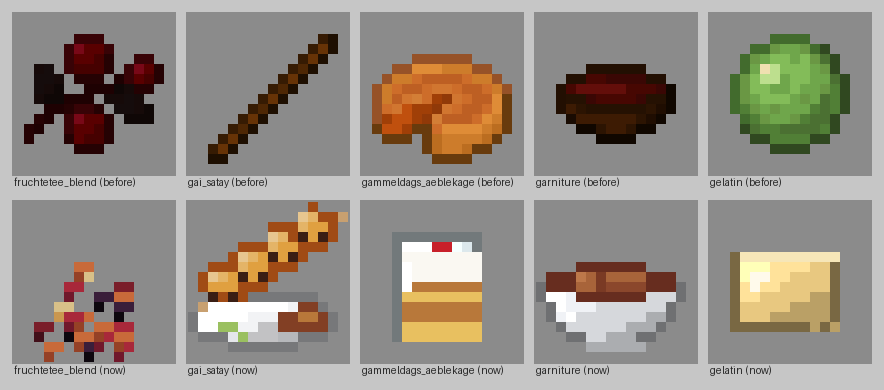 fruchtetee_blend (before)
gai_satay (before)
gammeldags_aeblekage (before)
garniture (before)
gelatin (before)
fruchtetee_blend (now)
gai_satay (now)
gammeldags_aeblekage (now)
garniture (now)
gelatin (now)